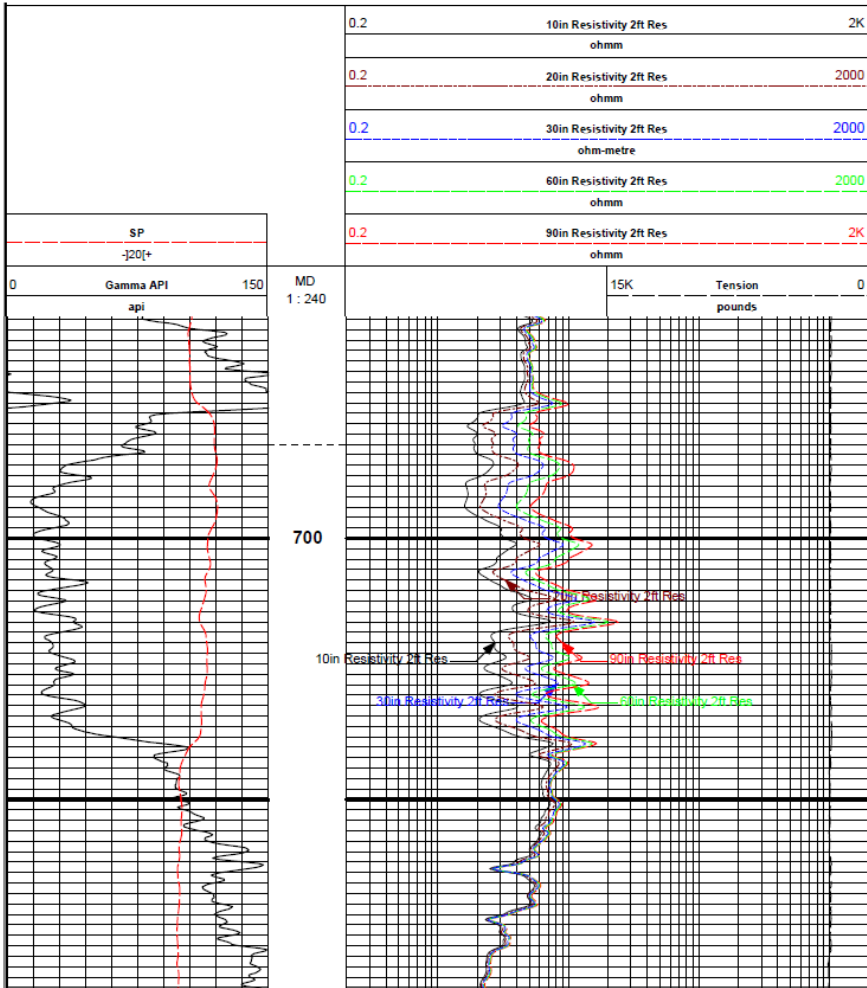 0.2 10in Resistivity 2ft Res 2K
ohmm
0.2 20in Resistivity 2ft Res 2000
ohmm
0.2 30in Resistivity 2ft Res 2000
ohm-metre
0.2 60in Resistivity 2ft Res 2000
ohmm
SP
-]20[+
0.2 90in Resistivity 2ft Res 2K
ohmm
0 Gamma API 150
api
MD
1 : 240
15K Tension 0
pounds
700
20in Resistivity 2ft Res
10in Resistivity 2ft Res
90in Resistivity 2ft Res
30in Resistivity 2ft Res
60in Resistivity 2ft Res